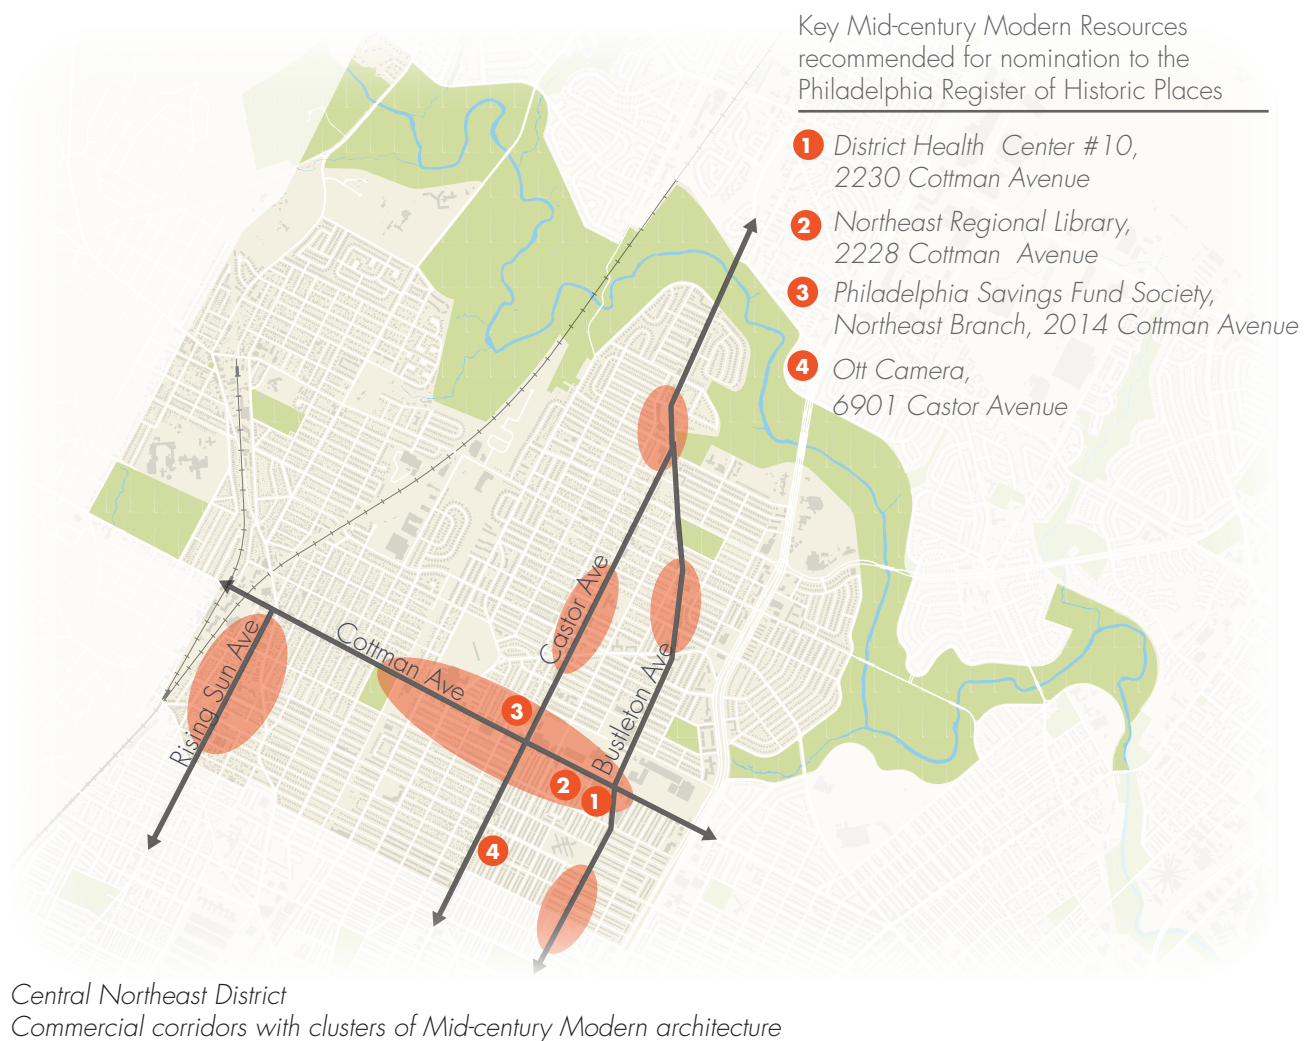 Key Mid-century Modern Resources
recommended for nomination to the
Philadelphia Register of Historic Places
1 District Health Center #10,
2230 Cottman Avenue
2 Northeast Regional Library,
2228 Cottman Avenue
3 Philadelphia Savings Fund Society,
Northeast Branch, 2014 Cottman Avenue
4 Ott Camera,
6901 Castor Avenue
Castor Ave
Cottman Ave
Rising Sun Ave
Bustleton Ave
3
2
1
4
Central Northeast District
Commercial corridors with clusters of Mid-century Modern architecture